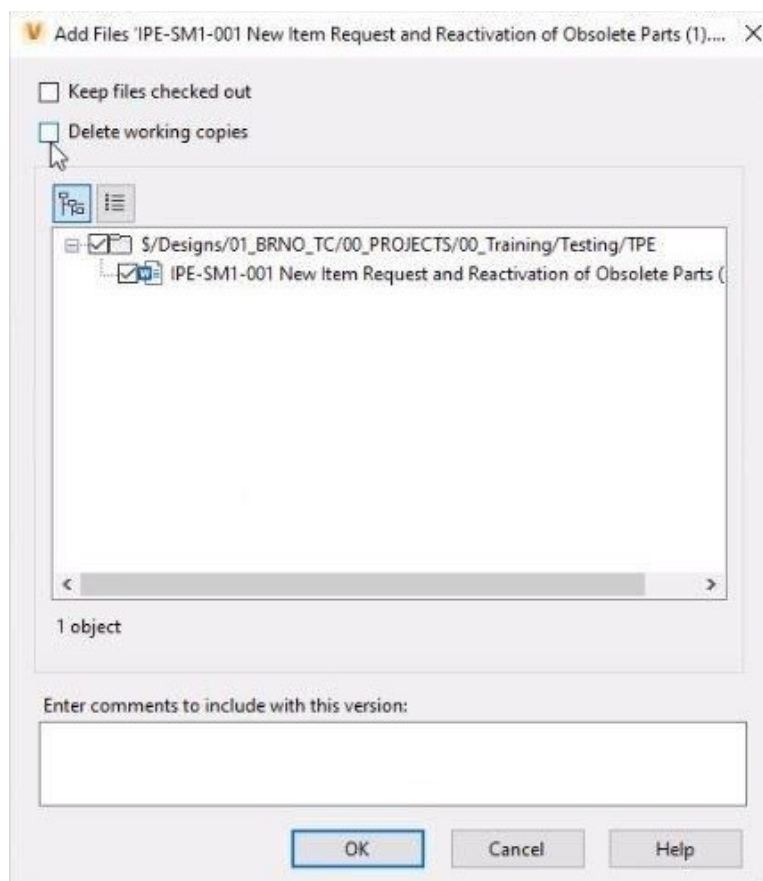 Add Files 'IPE-SM1-001 New Item Request and Reactivation of Obsolete Parts (1)....
Keep files checked out
Delete working copies
$/Designs/01_BRNO_TC/00_PROJECTS/00_Training/Testing/TPE
IPE-SM1-001 New Item Request and Reactivation of Obsolete Parts (
1 object
Enter comments to include with this version:
OK Cancel Help